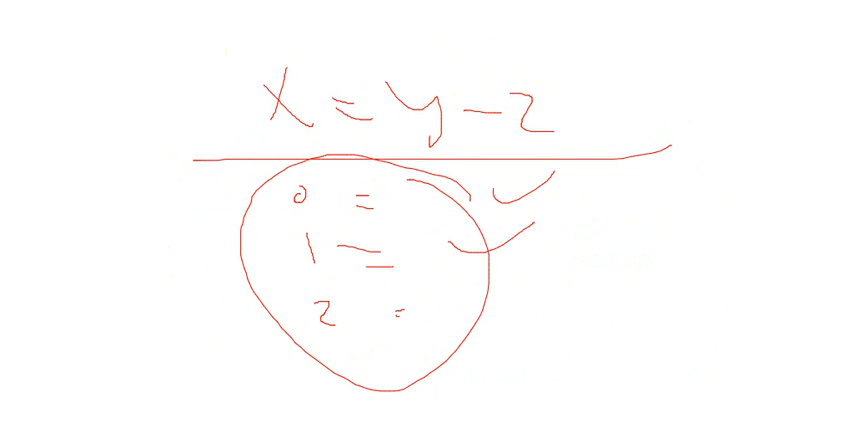 x = y - 2
0 =
1 =
2 =